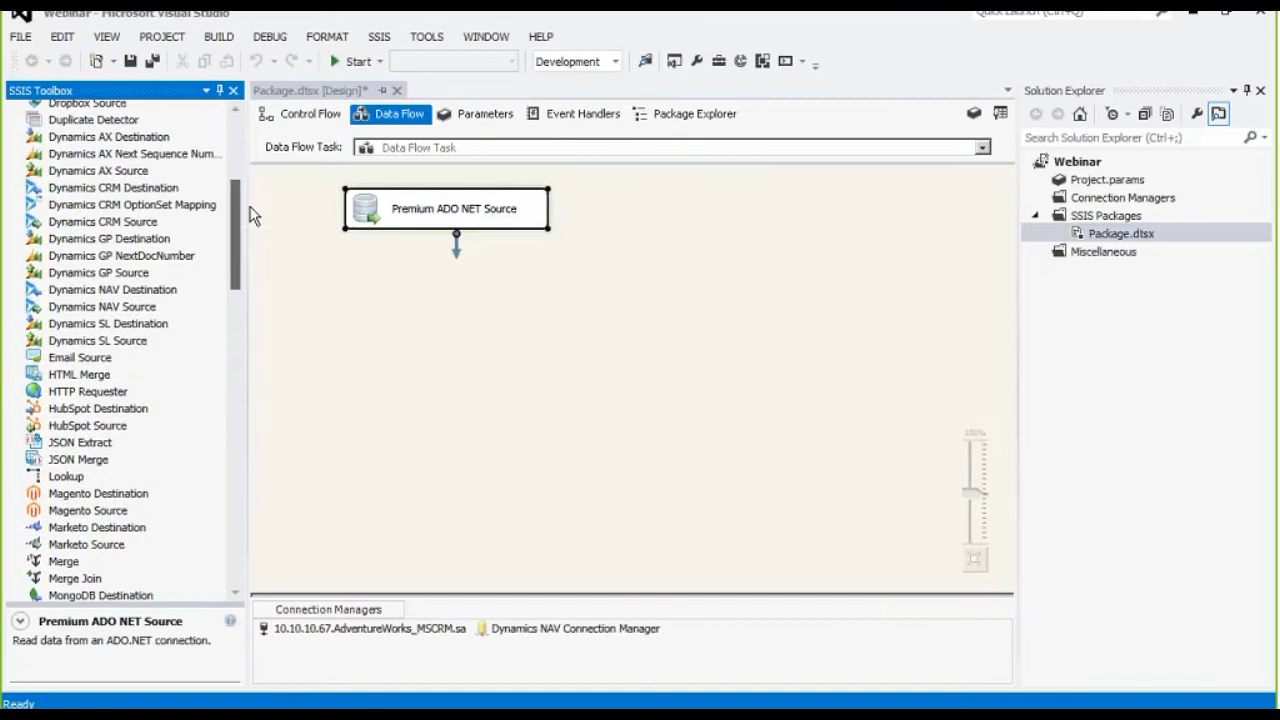 Webinar - Microsoft Visual Studio
Quick Launch (Ctrl+Q)
FILE EDIT VIEW PROJECT BUILD DEBUG FORMAT SSIS TOOLS WINDOW HELP
Start Development
SSIS Toolbox
Dropbox Source
Duplicate Detector
Dynamics AX Destination
Dynamics AX Next Sequence Num...
Dynamics AX Source
Dynamics CRM Destination
Dynamics CRM OptionSet Mapping
Dynamics CRM Source
Dynamics GP Destination
Dynamics GP NextDocNumber
Dynamics GP Source
Dynamics NAV Destination
Dynamics NAV Source
Dynamics SL Destination
Dynamics SL Source
Email Source
HTML Merge
HTTP Requester
HubSpot Destination
HubSpot Source
JSON Extract
JSON Merge
Lookup
Magento Destination
Magento Source
Marketo Destination
Marketo Source
Merge
Merge Join
MongoDB Destination
Premium ADO NET Source
Read data from an ADO.NET connection.
Package.dtsx [Design]*
Control Flow Data Flow Parameters Event Handlers Package Explorer
Data Flow Task: Data Flow Task
Premium ADO NET Source
100%
Connection Managers
10.10.10.67.AdventureWorks_MSCRM.sa Dynamics NAV Connection Manager
Solution Explorer
Search Solution Explorer (Ctrl+;)
Webinar
Project.params
Connection Managers
SSIS Packages
Package.dtsx
Miscellaneous
Ready